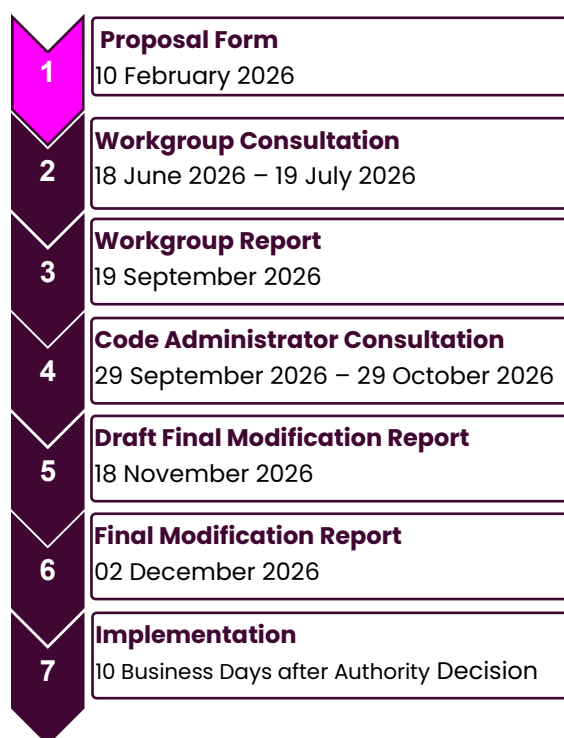 Proposal Form
1
10 February 2026
Workgroup Consultation
2
18 June 2026 – 19 July 2026
Workgroup Report
3
19 September 2026
Code Administrator Consultation
4
29 September 2026 – 29 October 2026
Draft Final Modification Report
5
18 November 2026
Final Modification Report
6
02 December 2026
Implementation
7
10 Business Days after Authority Decision